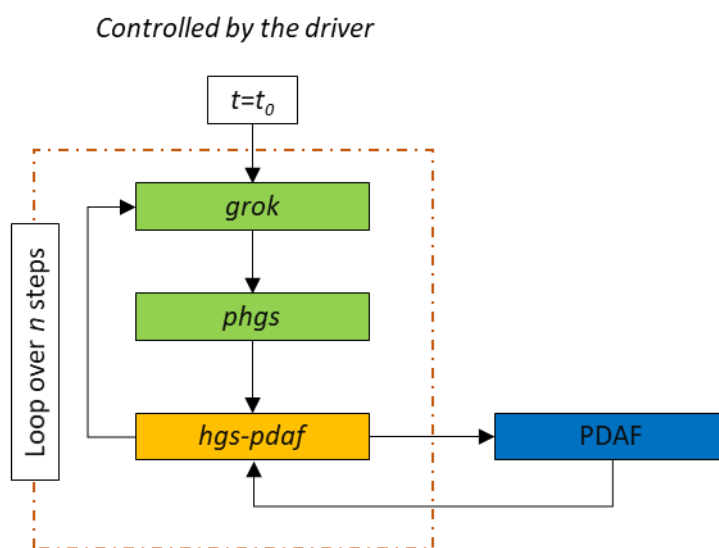 Controlled by the driver
t=t₀
grok
Loop over n steps
phgs
hgs-pdaf
PDAF